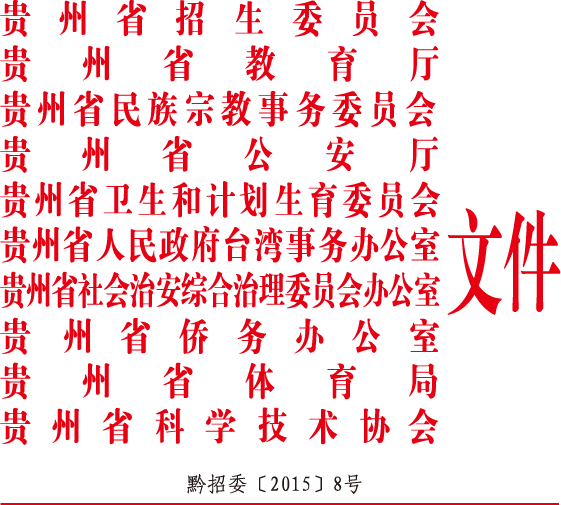 贵州省招生委员会
贵州省教育厅
贵州省民族宗教事务委员会
贵州省公安厅
贵州省卫生和计划生育委员会
贵州省人民政府台湾事务办公室
贵州省社会治安综合治理委员会办公室
贵州省侨务办公室
贵州省体育局
贵州省科学技术协会
文件
黔招委〔2015〕8号